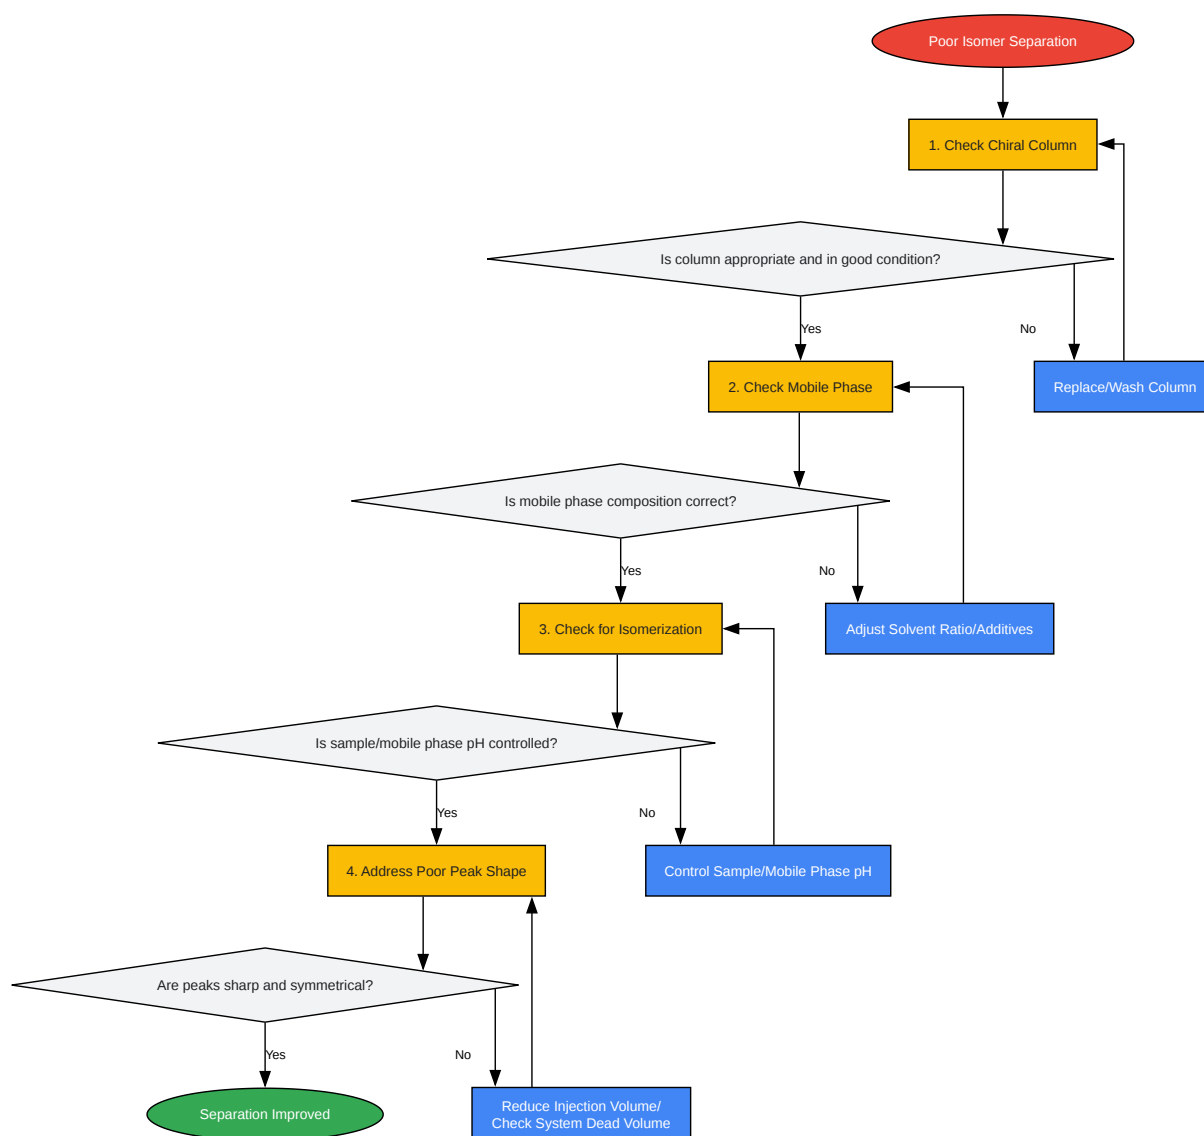 Poor Isomer Separation
1. Check Chiral Column
Is column appropriate and in good condition?
Yes
No
2. Check Mobile Phase
Replace/Wash Column
Is mobile phase composition correct?
Yes
No
3. Check for Isomerization
Adjust Solvent Ratio/Additives
Is sample/mobile phase pH controlled?
Yes
No
4. Address Poor Peak Shape
Control Sample/Mobile Phase pH
Are peaks sharp and symmetrical?
Yes
No
Separation Improved
Reduce Injection Volume/
Check System Dead Volume